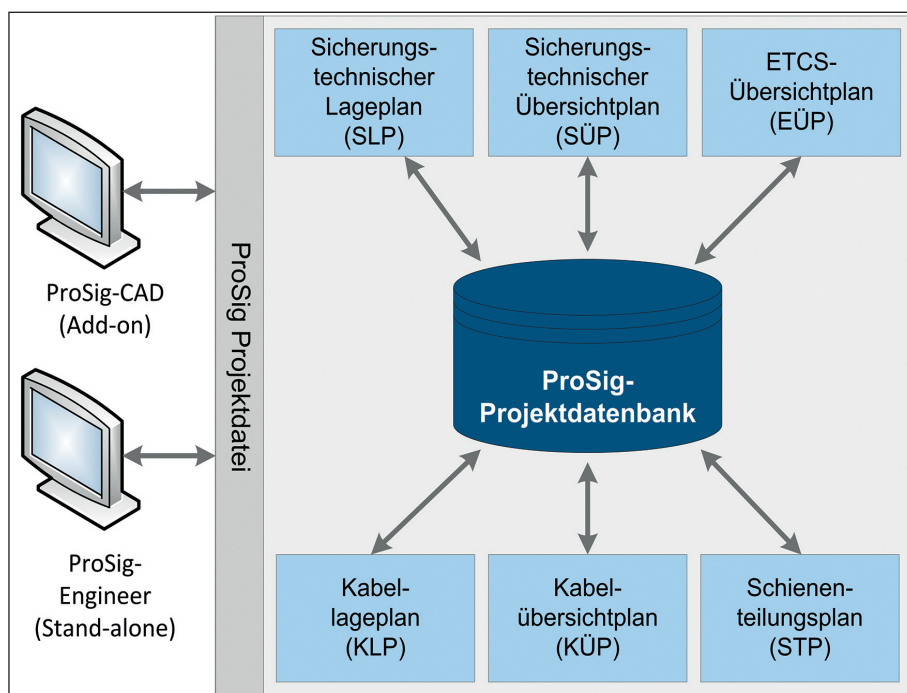 Sicherungs-
technischer
Lageplan
(SLP)
Sicherungs-
technischer
Übersichtplan
(SÜP)
ETCS-
Übersichtplan
(EÜP)
ProSig-CAD
(Add-on)
ProSig Projektdatei
ProSig-
Projektdatenbank
ProSig-
Engineer
(Stand-alone)
Kabel-
lageplan
(KLP)
Kabel-
übersichtplan
(KÜP)
Schienen-
teilungsplan
(STP)